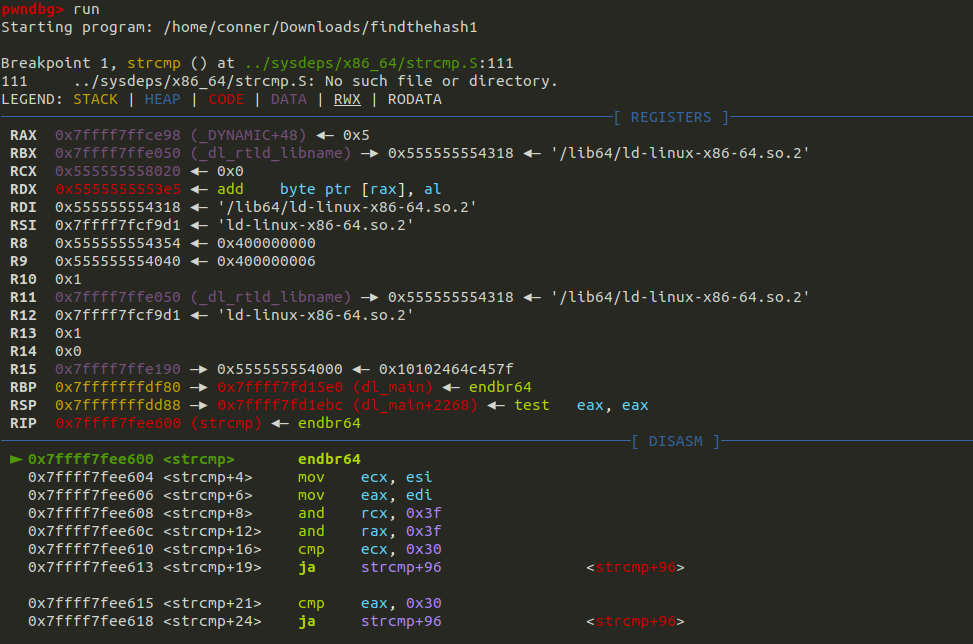 pwndbg> run
Starting program: /home/conner/Downloads/findthehash1
Breakpoint 1, strcmp () at ../sysdeps/x86_64/strcmp.S:111
111     ../sysdeps/x86_64/strcmp.S: No such file or directory.
LEGEND: STACK | HEAP | CODE | DATA | RWX | RODATA
[ REGISTERS ]
RAX  0x7ffff7ffce98 (_DYNAMIC+48) ◂— 0x5
RBX  0x7ffff7ffe050 (_dl_rtld_libname) —▸ 0x555555554318 ◂— '/lib64/ld-linux-x86-64.so.2'
RCX  0x555555558020 ◂— 0x0
RDX  0x5555555553e5 ◂— add    byte ptr [rax], al
RDI  0x555555554318 ◂— '/lib64/ld-linux-x86-64.so.2'
RSI  0x7ffff7fcf9d1 ◂— 'ld-linux-x86-64.so.2'
R8   0x555555554354 ◂— 0x400000000
R9   0x555555554040 ◂— 0x400000006
R10  0x1
R11  0x7ffff7ffe050 (_dl_rtld_libname) —▸ 0x555555554318 ◂— '/lib64/ld-linux-x86-64.so.2'
R12  0x7ffff7fcf9d1 ◂— 'ld-linux-x86-64.so.2'
R13  0x1
R14  0x0
R15  0x7ffff7ffe190 —▸ 0x555555554000 ◂— 0x10102464c457f
RBP  0x7fffffffdf80 —▸ 0x7ffff7fd15e0 (dl_main) ◂— endbr64
RSP  0x7fffffffdd88 —▸ 0x7ffff7fd1ebc (dl_main+2268) ◂— test   eax, eax
RIP  0x7ffff7fee600 (strcmp) ◂— endbr64
[ DISASM ]
► 0x7ffff7fee600 <strcmp>       endbr64
0x7ffff7fee604 <strcmp+4>     mov    ecx, esi
0x7ffff7fee606 <strcmp+6>     mov    eax, edi
0x7ffff7fee608 <strcmp+8>     and    rcx, 0x3f
0x7ffff7fee60c <strcmp+12>    and    rax, 0x3f
0x7ffff7fee610 <strcmp+16>    cmp    ecx, 0x30
0x7ffff7fee613 <strcmp+19>    ja     strcmp+96                <strcmp+96>
0x7ffff7fee615 <strcmp+21>    cmp    eax, 0x30
0x7ffff7fee618 <strcmp+24>    ja     strcmp+96                <strcmp+96>